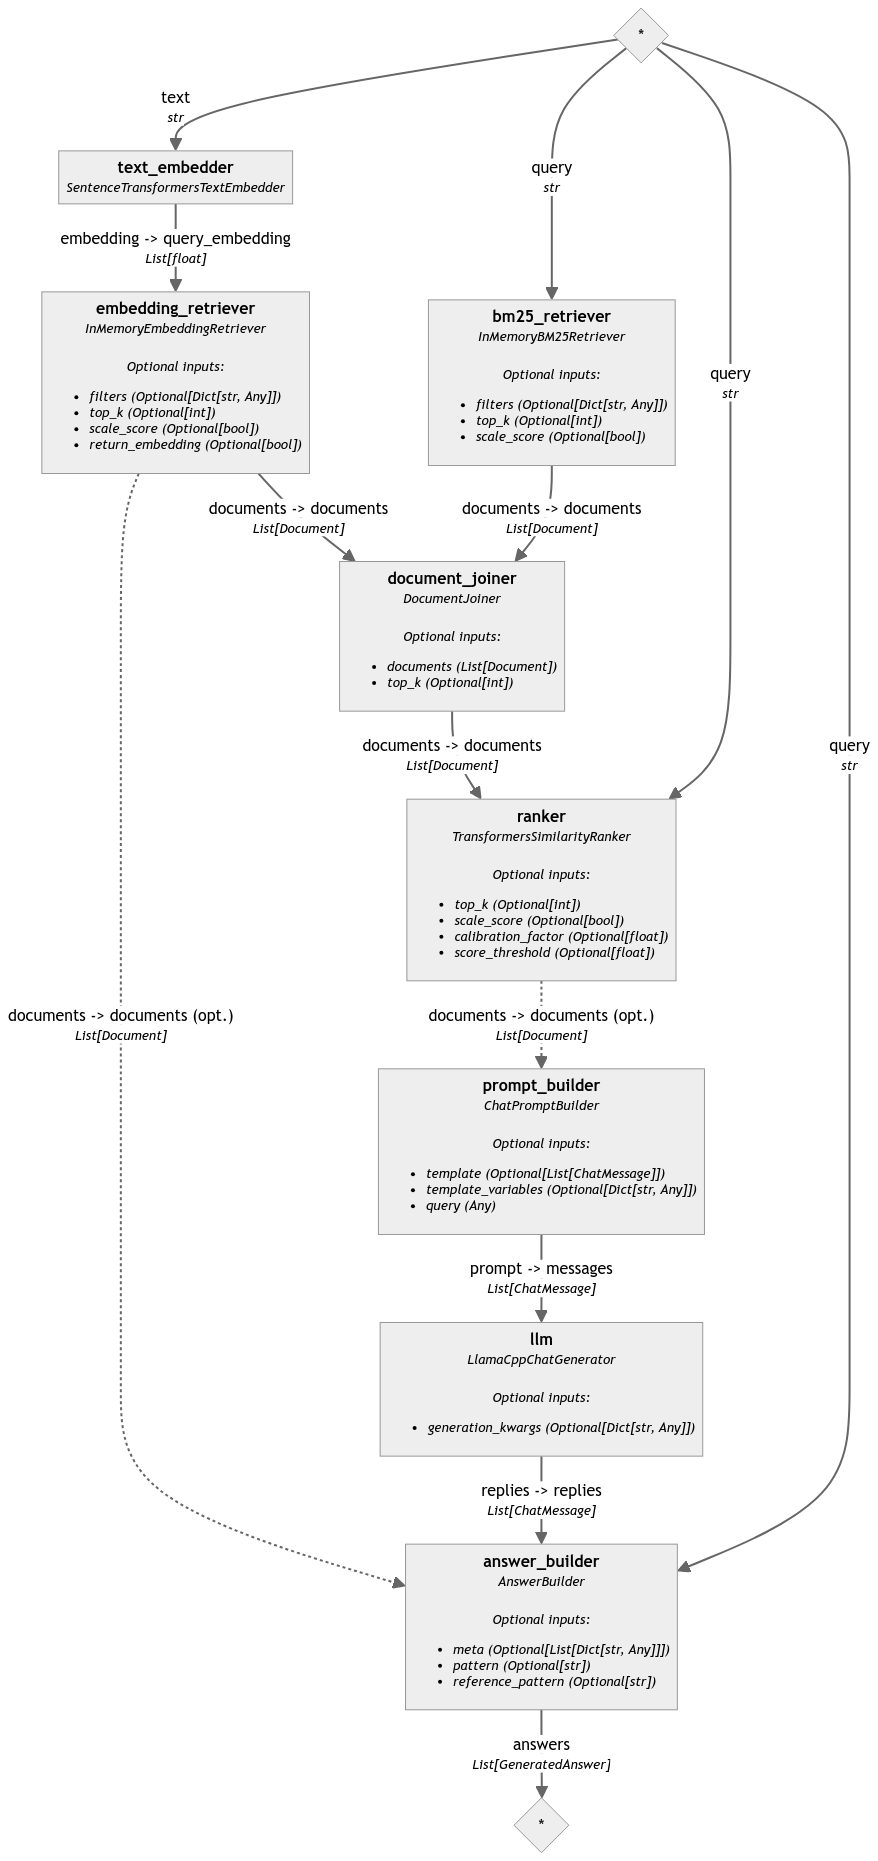 *
text
str
query
str
text_embedder
SentenceTransformersTextEmbedder
embedding -> query_embedding
List[float]
embedding_retriever
InMemoryEmbeddingRetriever
Optional inputs:
• filters (Optional[Dict[str, Any]])
• top_k (Optional[int])
• scale_score (Optional[bool])
• return_embedding (Optional[bool])
bm25_retriever
InMemoryBM25Retriever
Optional inputs:
• filters (Optional[Dict[str, Any]])
• top_k (Optional[int])
• scale_score (Optional[bool])
query
str
documents -> documents
List[Document]
documents -> documents
List[Document]
document_joiner
DocumentJoiner
Optional inputs:
• documents (List[Document])
• top_k (Optional[int])
documents -> documents
List[Document]
query
str
ranker
TransformersSimilarityRanker
Optional inputs:
• top_k (Optional[int])
• scale_score (Optional[bool])
• calibration_factor (Optional[float])
• score_threshold (Optional[float])
documents -> documents (opt.)
List[Document]
documents -> documents (opt.)
List[Document]
prompt_builder
ChatPromptBuilder
Optional inputs:
• template (Optional[List[ChatMessage]])
• template_variables (Optional[Dict[str, Any]])
• query (Any)
prompt -> messages
List[ChatMessage]
llm
LlamaCppChatGenerator
Optional inputs:
• generation_kwargs (Optional[Dict[str, Any]])
replies -> replies
List[ChatMessage]
answer_builder
AnswerBuilder
Optional inputs:
• meta (Optional[List[Dict[str, Any]]])
• pattern (Optional[str])
• reference_pattern (Optional[str])
answers
List[GeneratedAnswer]
*